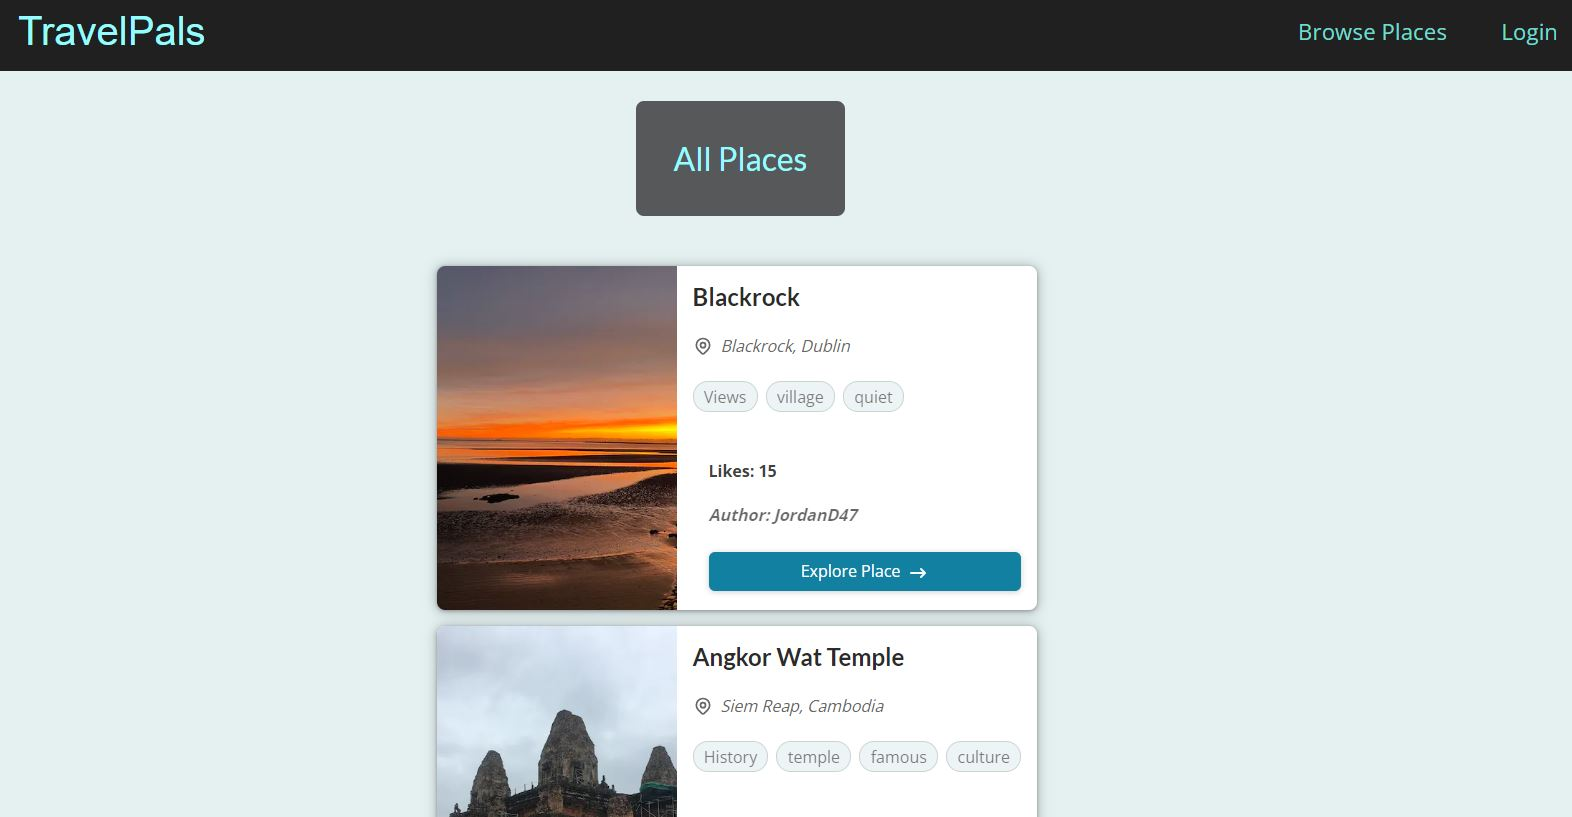 TravelPals
Browse Places
Login
All Places
Blackrock
Blackrock, Dublin
Views village quiet
Likes: 15
Author: JordanD47
Explore Place →
Angkor Wat Temple
Siem Reap, Cambodia
History temple famous culture